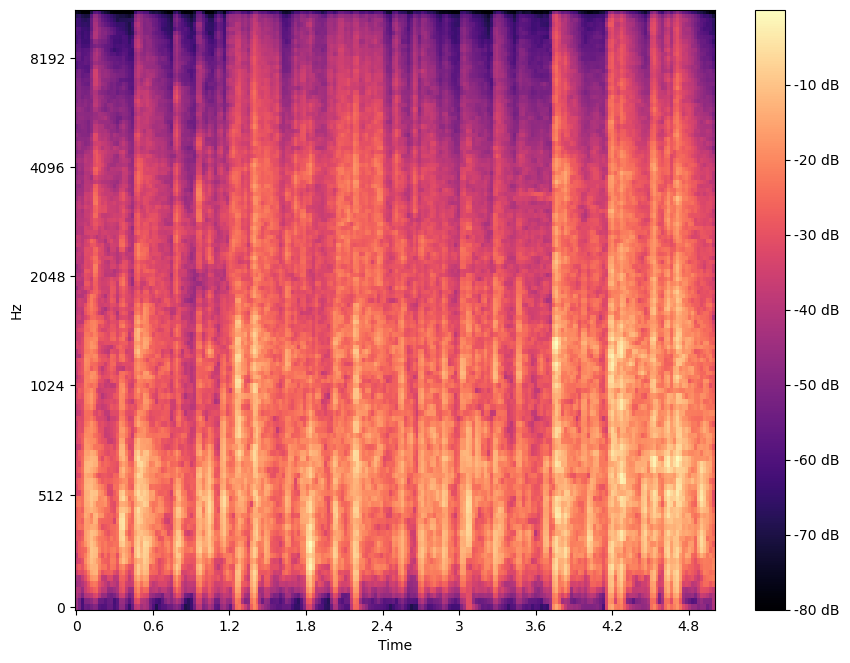 8192
4096
2048
1024
512
0
Hz
0 0.6 1.2 1.8 2.4 3 3.6 4.2 4.8
Time
-10 dB
-20 dB
-30 dB
-40 dB
-50 dB
-60 dB
-70 dB
-80 dB